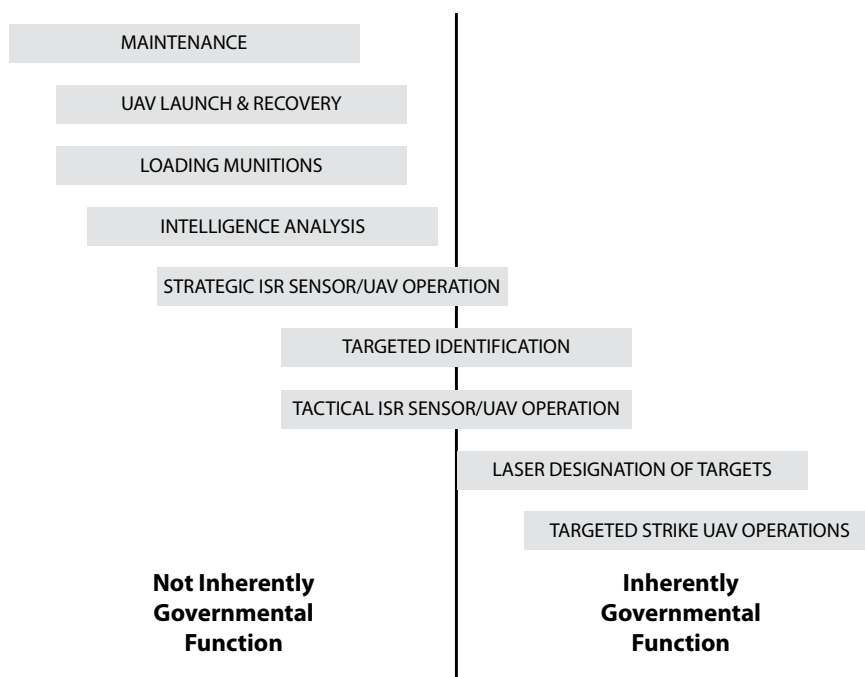 MAINTENANCE
UAV LAUNCH & RECOVERY
LOADING MUNITIONS
INTELLIGENCE ANALYSIS
STRATEGIC ISR SENSOR/UAV OPERATION
TARGETED IDENTIFICATION
TACTICAL ISR SENSOR/UAV OPERATION
LASER DESIGNATION OF TARGETS
TARGETED STRIKE UAV OPERATIONS
Not Inherently
Governmental
Function
Inherently
Governmental
Function